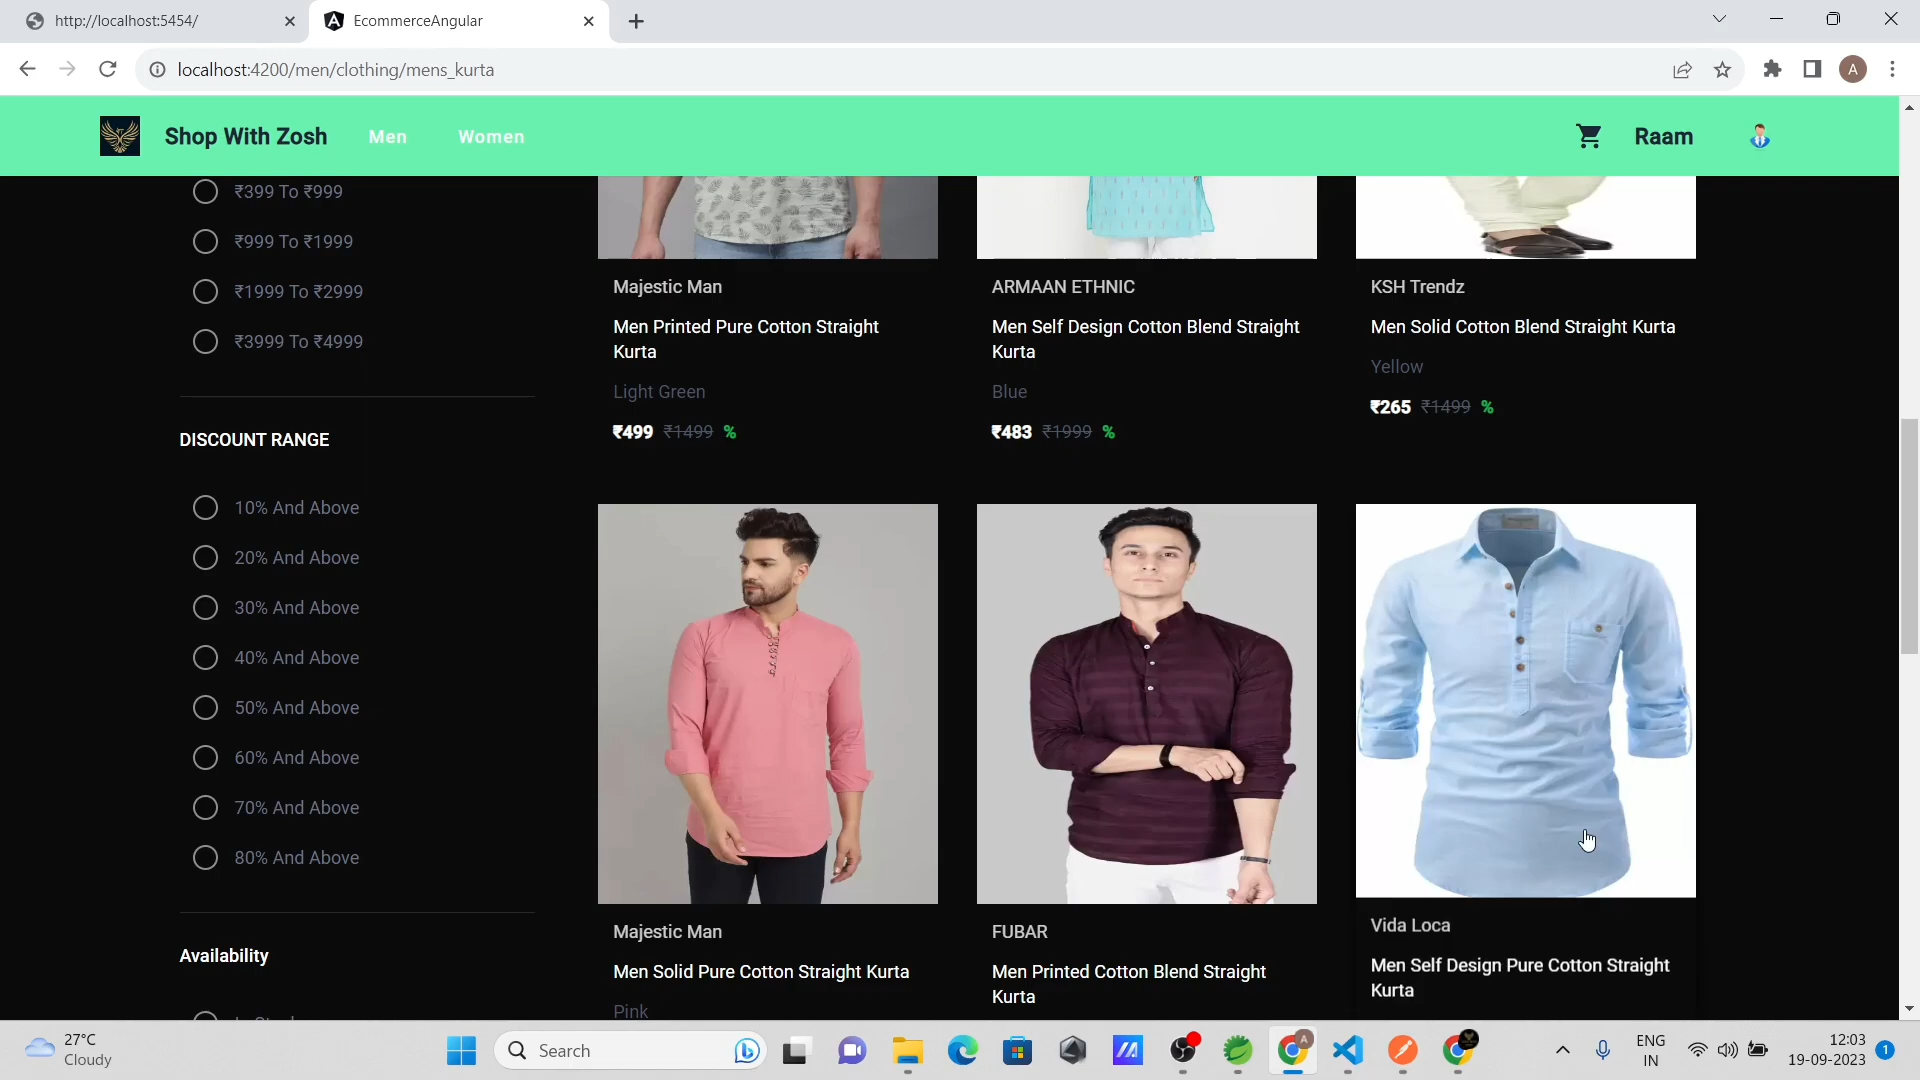 http://localhost:5454/
EcommerceAngular
localhost:4200/men/clothing/mens_kurta
A
Shop With Zosh
Men
Women
Raam
₹399 To ₹999
₹999 To ₹1999
₹1999 To ₹2999
₹3999 To ₹4999
DISCOUNT RANGE
10% And Above
20% And Above
30% And Above
40% And Above
50% And Above
60% And Above
70% And Above
80% And Above
Availability
Majestic Man
Men Printed Pure Cotton Straight
Kurta
Light Green
₹499 ₹1499 %
ARMAAN ETHNIC
Men Self Design Cotton Blend Straight
Kurta
Blue
₹483 ₹1999 %
KSH Trendz
Men Solid Cotton Blend Straight Kurta
Yellow
₹265 ₹1499 %
Majestic Man
Men Solid Pure Cotton Straight Kurta
Pink
FUBAR
Men Printed Cotton Blend Straight
Kurta
Vida Loca
Men Self Design Pure Cotton Straight
Kurta
27°C
Cloudy
Search
ENG
IN
12:03
19-09-2023
1